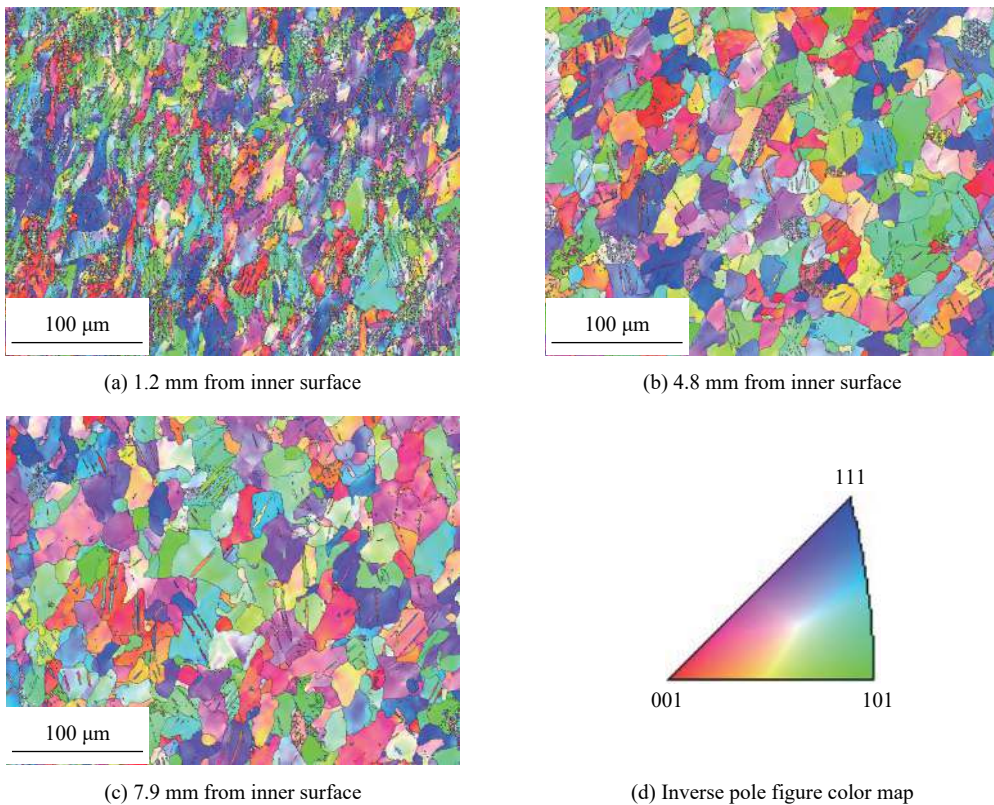 100 μm
100 μm
(a) 1.2 mm from inner surface
(b) 4.8 mm from inner surface
111
001
101
100 μm
(c) 7.9 mm from inner surface
(d) Inverse pole figure color map